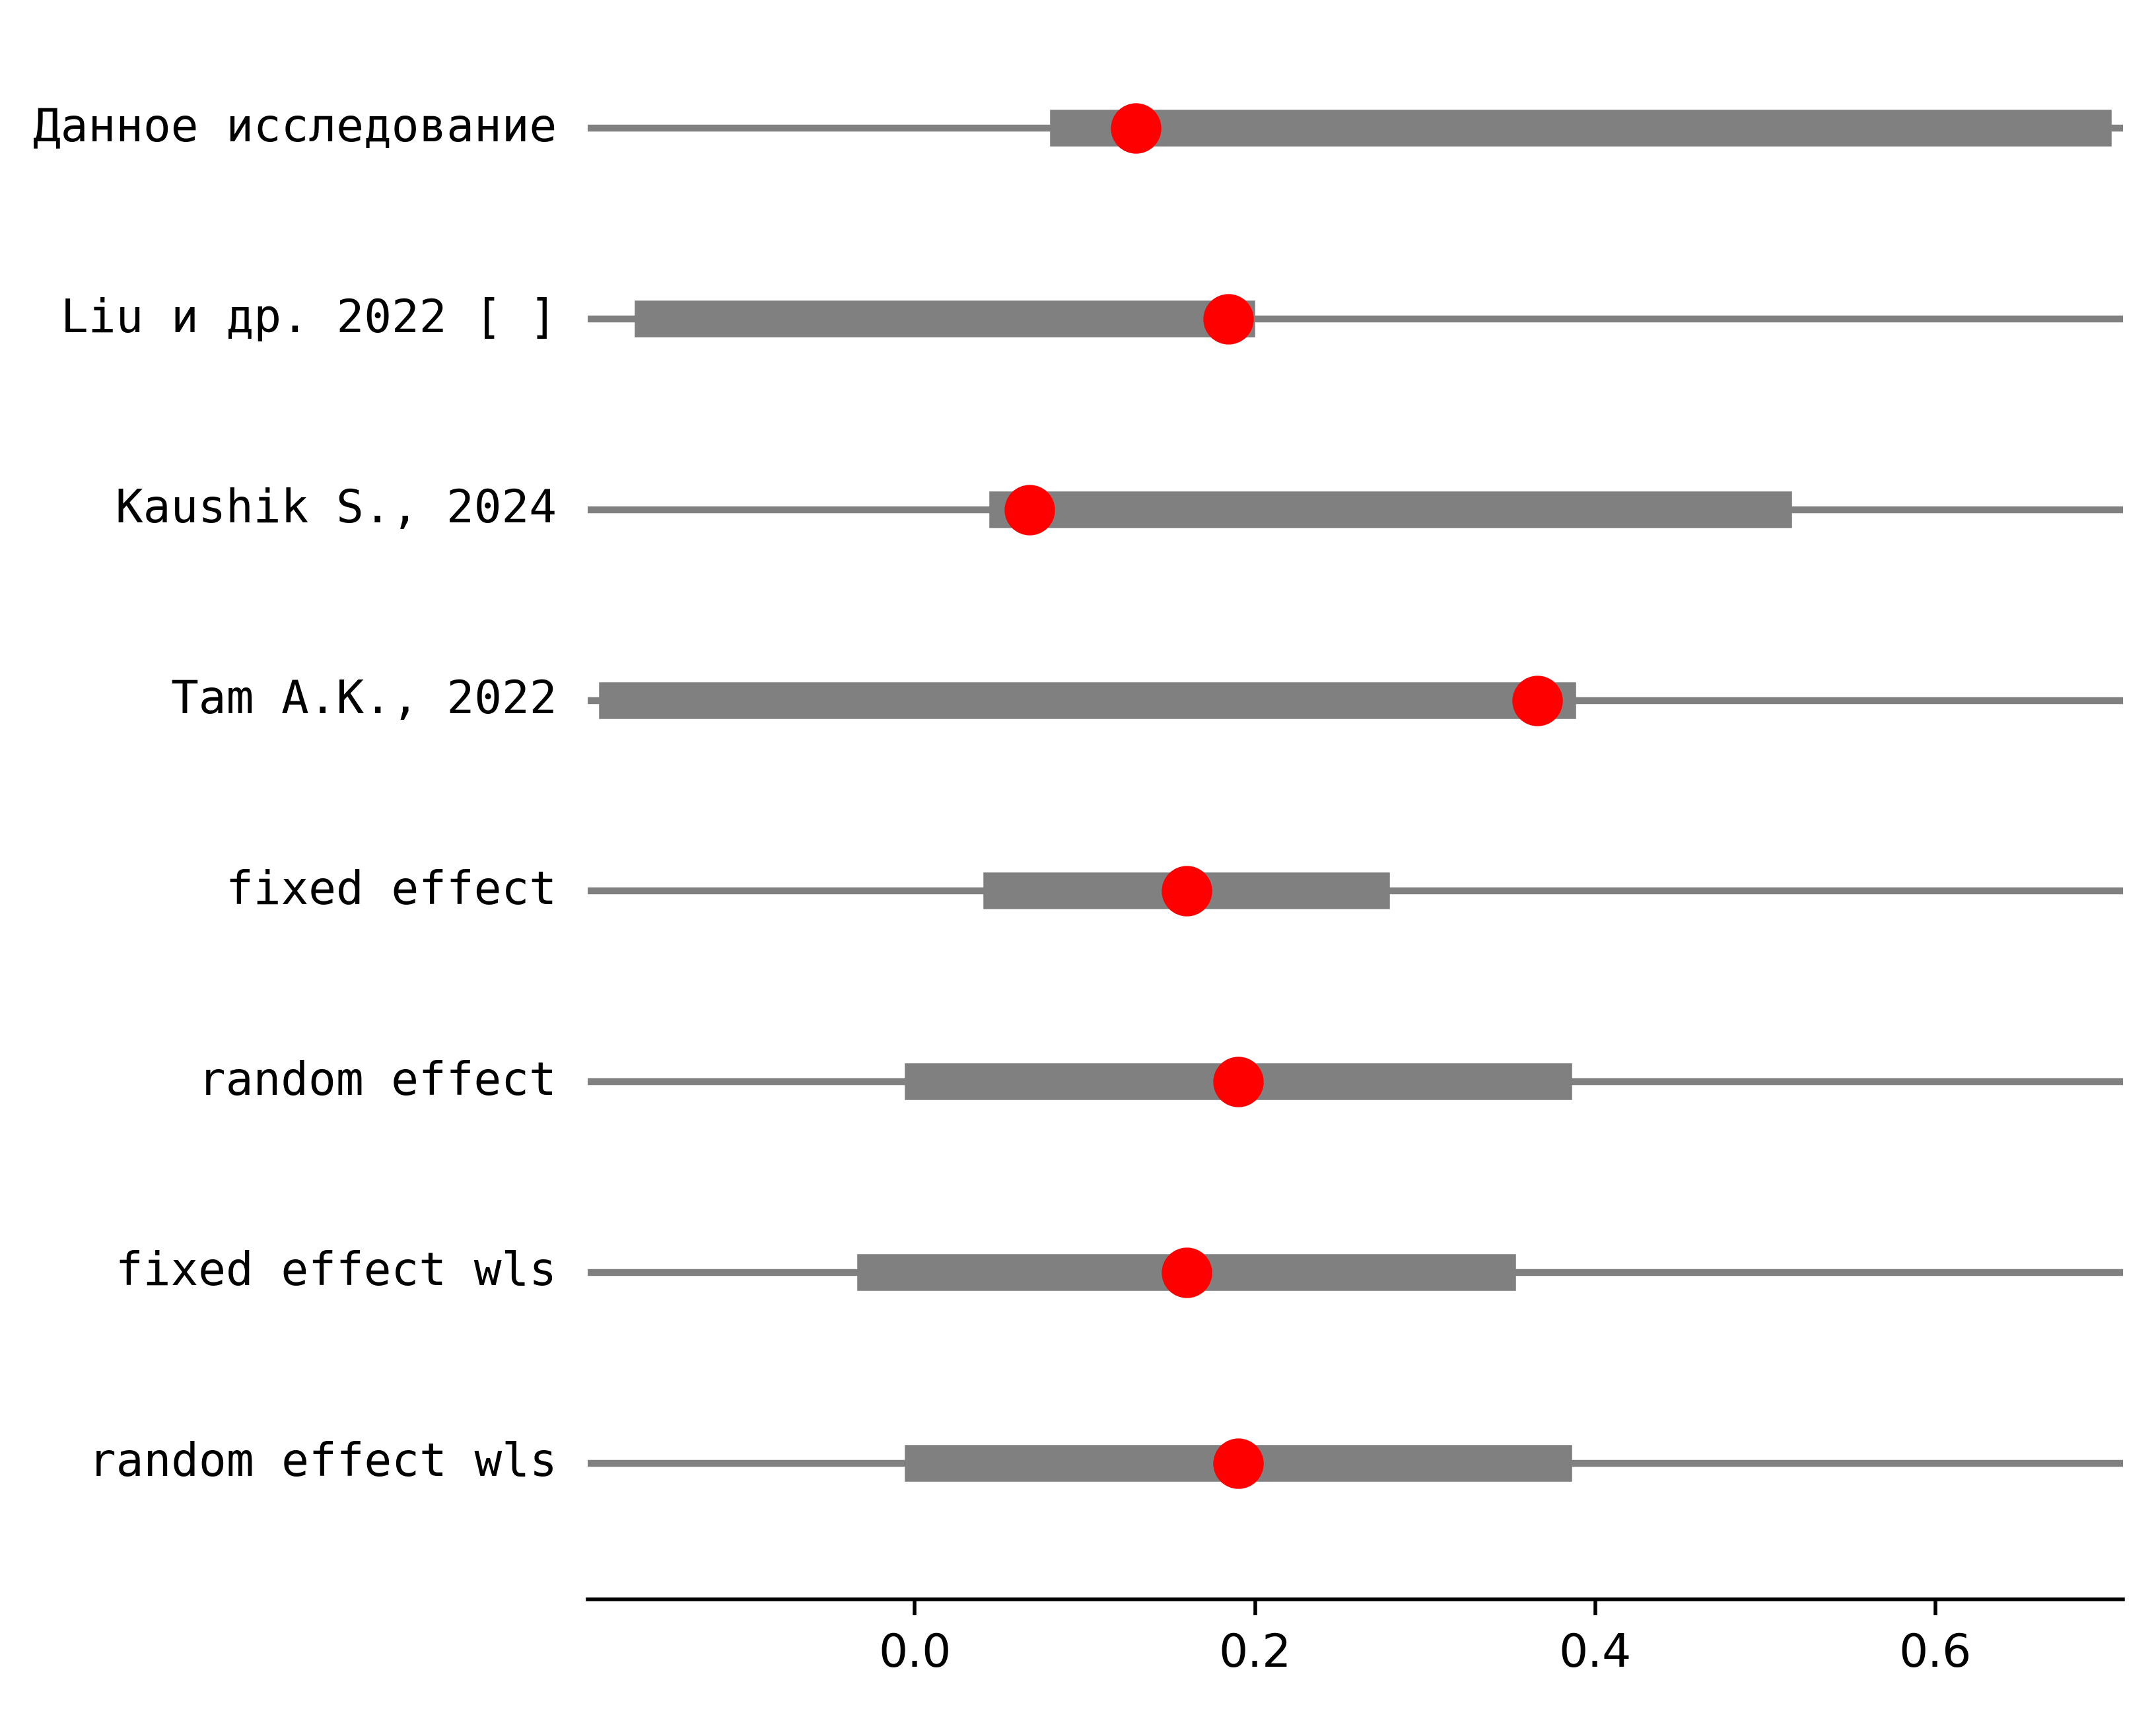 Данное исследование
Liu и др. 2022 [ ]
Kaushik S., 2024
Tam A.K., 2022
fixed effect
random effect
fixed effect wls
random effect wls
0.0 0.2 0.4 0.6